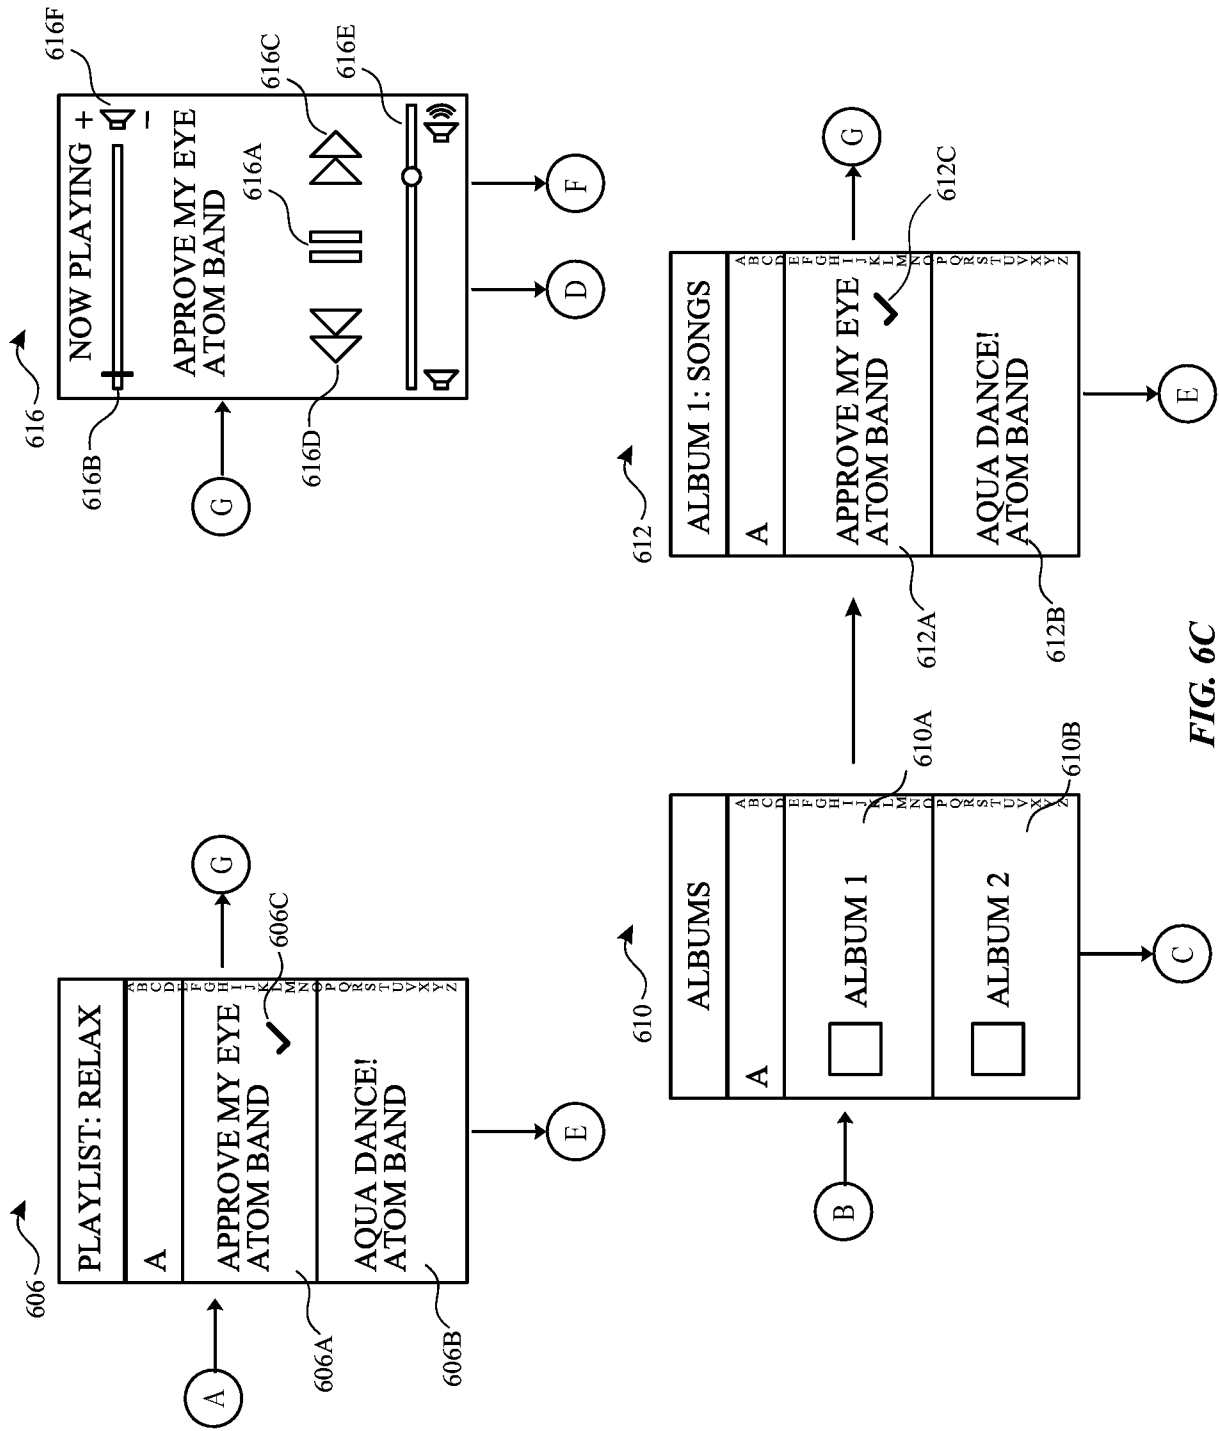 606
PLAYLIST: RELAX
A
A
B
C
D
E
F
G
H
I
J
K
L
M
N
O
P
Q
R
S
T
U
V
X
Y
Z
APPROVE MY EYE
ATOM BAND
AQUA DANCE!
ATOM BAND
606A
606B
606C
A
G
E
616
NOW PLAYING
+
−
APPROVE MY EYE
ATOM BAND
616A
616B
616C
616D
616E
616F
G
D
F
610
ALBUMS
A
A
B
C
D
E
F
G
H
I
J
K
L
M
N
O
P
Q
R
S
T
U
V
X
Y
Z
ALBUM 1
ALBUM 2
610A
610B
B
C
612
ALBUM 1: SONGS
A
A
B
C
D
E
F
G
H
I
J
K
L
M
N
O
P
Q
R
S
T
U
V
X
Y
Z
APPROVE MY EYE
ATOM BAND
AQUA DANCE!
ATOM BAND
612A
612B
612C
G
E
FIG. 6C